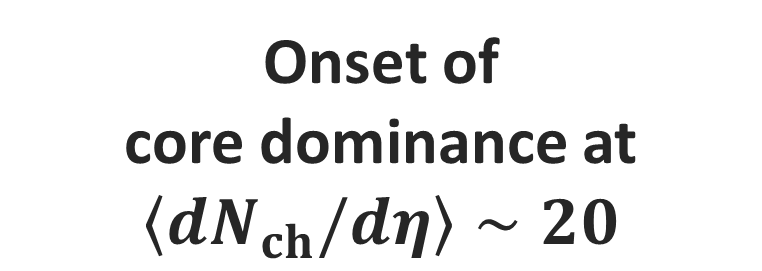 Onset of
core dominance at
⟨dN_ch/dη⟩ ~ 20